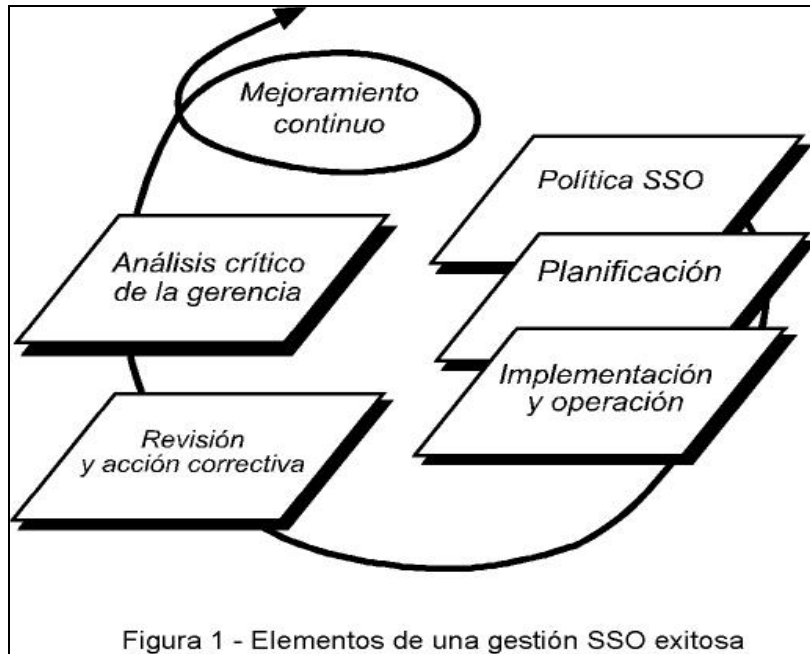 Mejoramiento
continuo
Política SSO
Planificación
Implementación
y operación
Análisis crítico
de la gerencia
Revisión
y acción correctiva
Figura 1 - Elementos de una gestión SSO exitosa